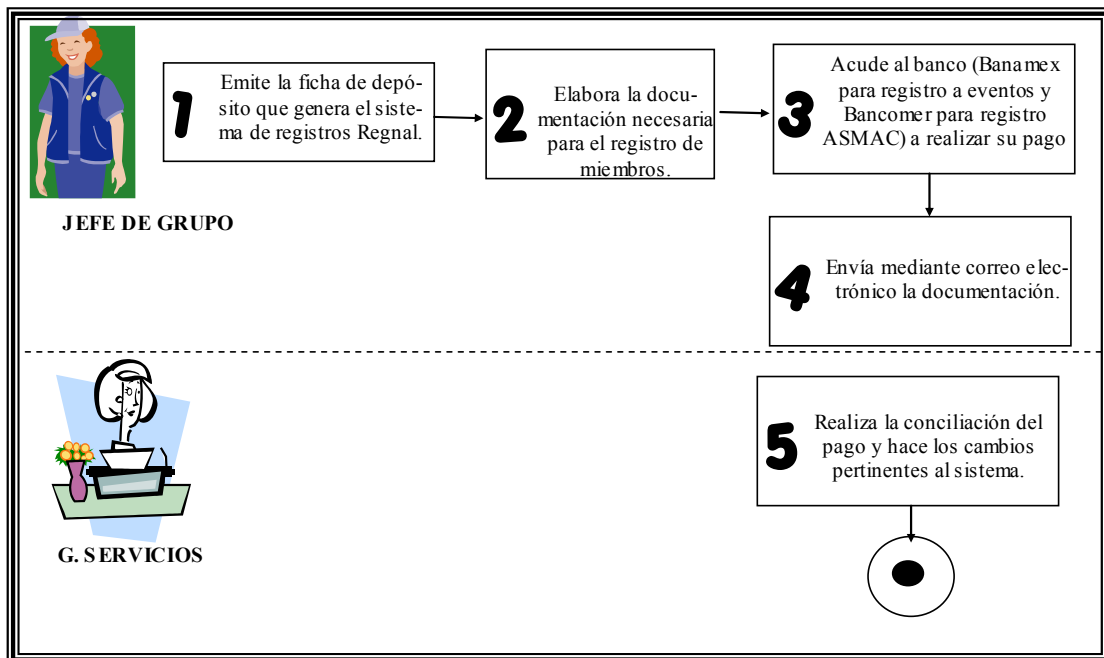 1
Emite la ficha de depó-
sito que genera el siste-
ma de registros Regnal.
2
Elabora la docu-
mentación necesaria
para el registro de
miembros.
3
Acude al banco (Banamex
para registro a eventos y
Bancomer para registro
ASMAC) a realizar su pago
JEFE DE GRUPO
4
Envía mediante correo elec-
trónico la documentación.
5
Realiza la conciliación del
pago y hace los cambios
pertinentes al sistema.
G. SERVICIOS